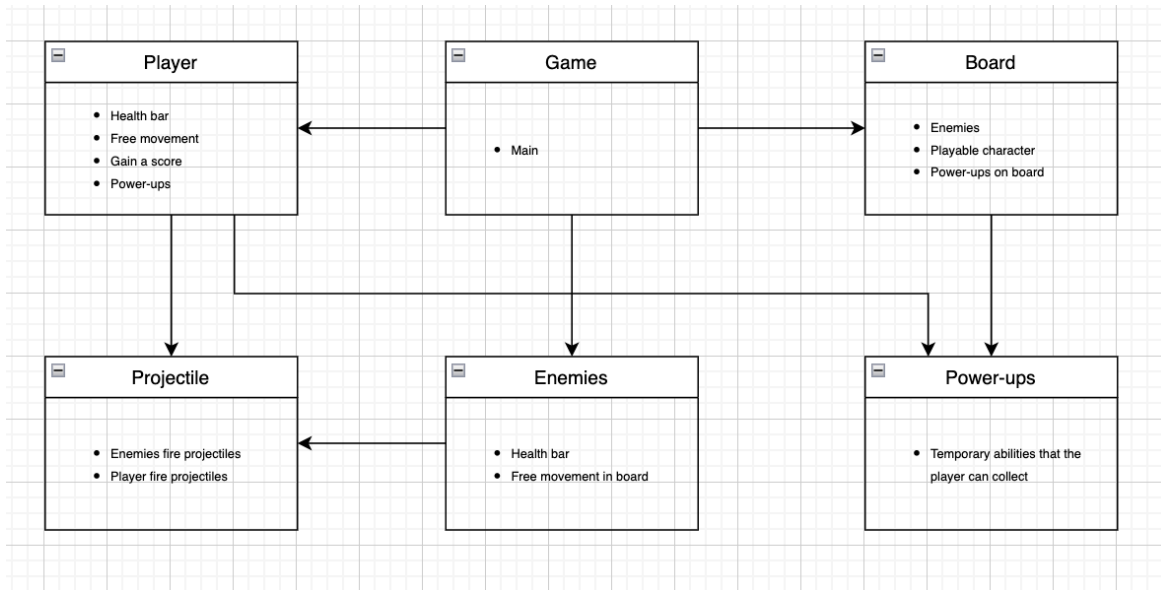 Player
• Health bar
• Free movement
• Gain a score
• Power-ups
Game
• Main
Board
• Enemies
• Playable character
• Power-ups on board
Projectile
• Enemies fire projectiles
• Player fire projectiles
Enemies
• Health bar
• Free movement in board
Power-ups
• Temporary abilities that the
player can collect